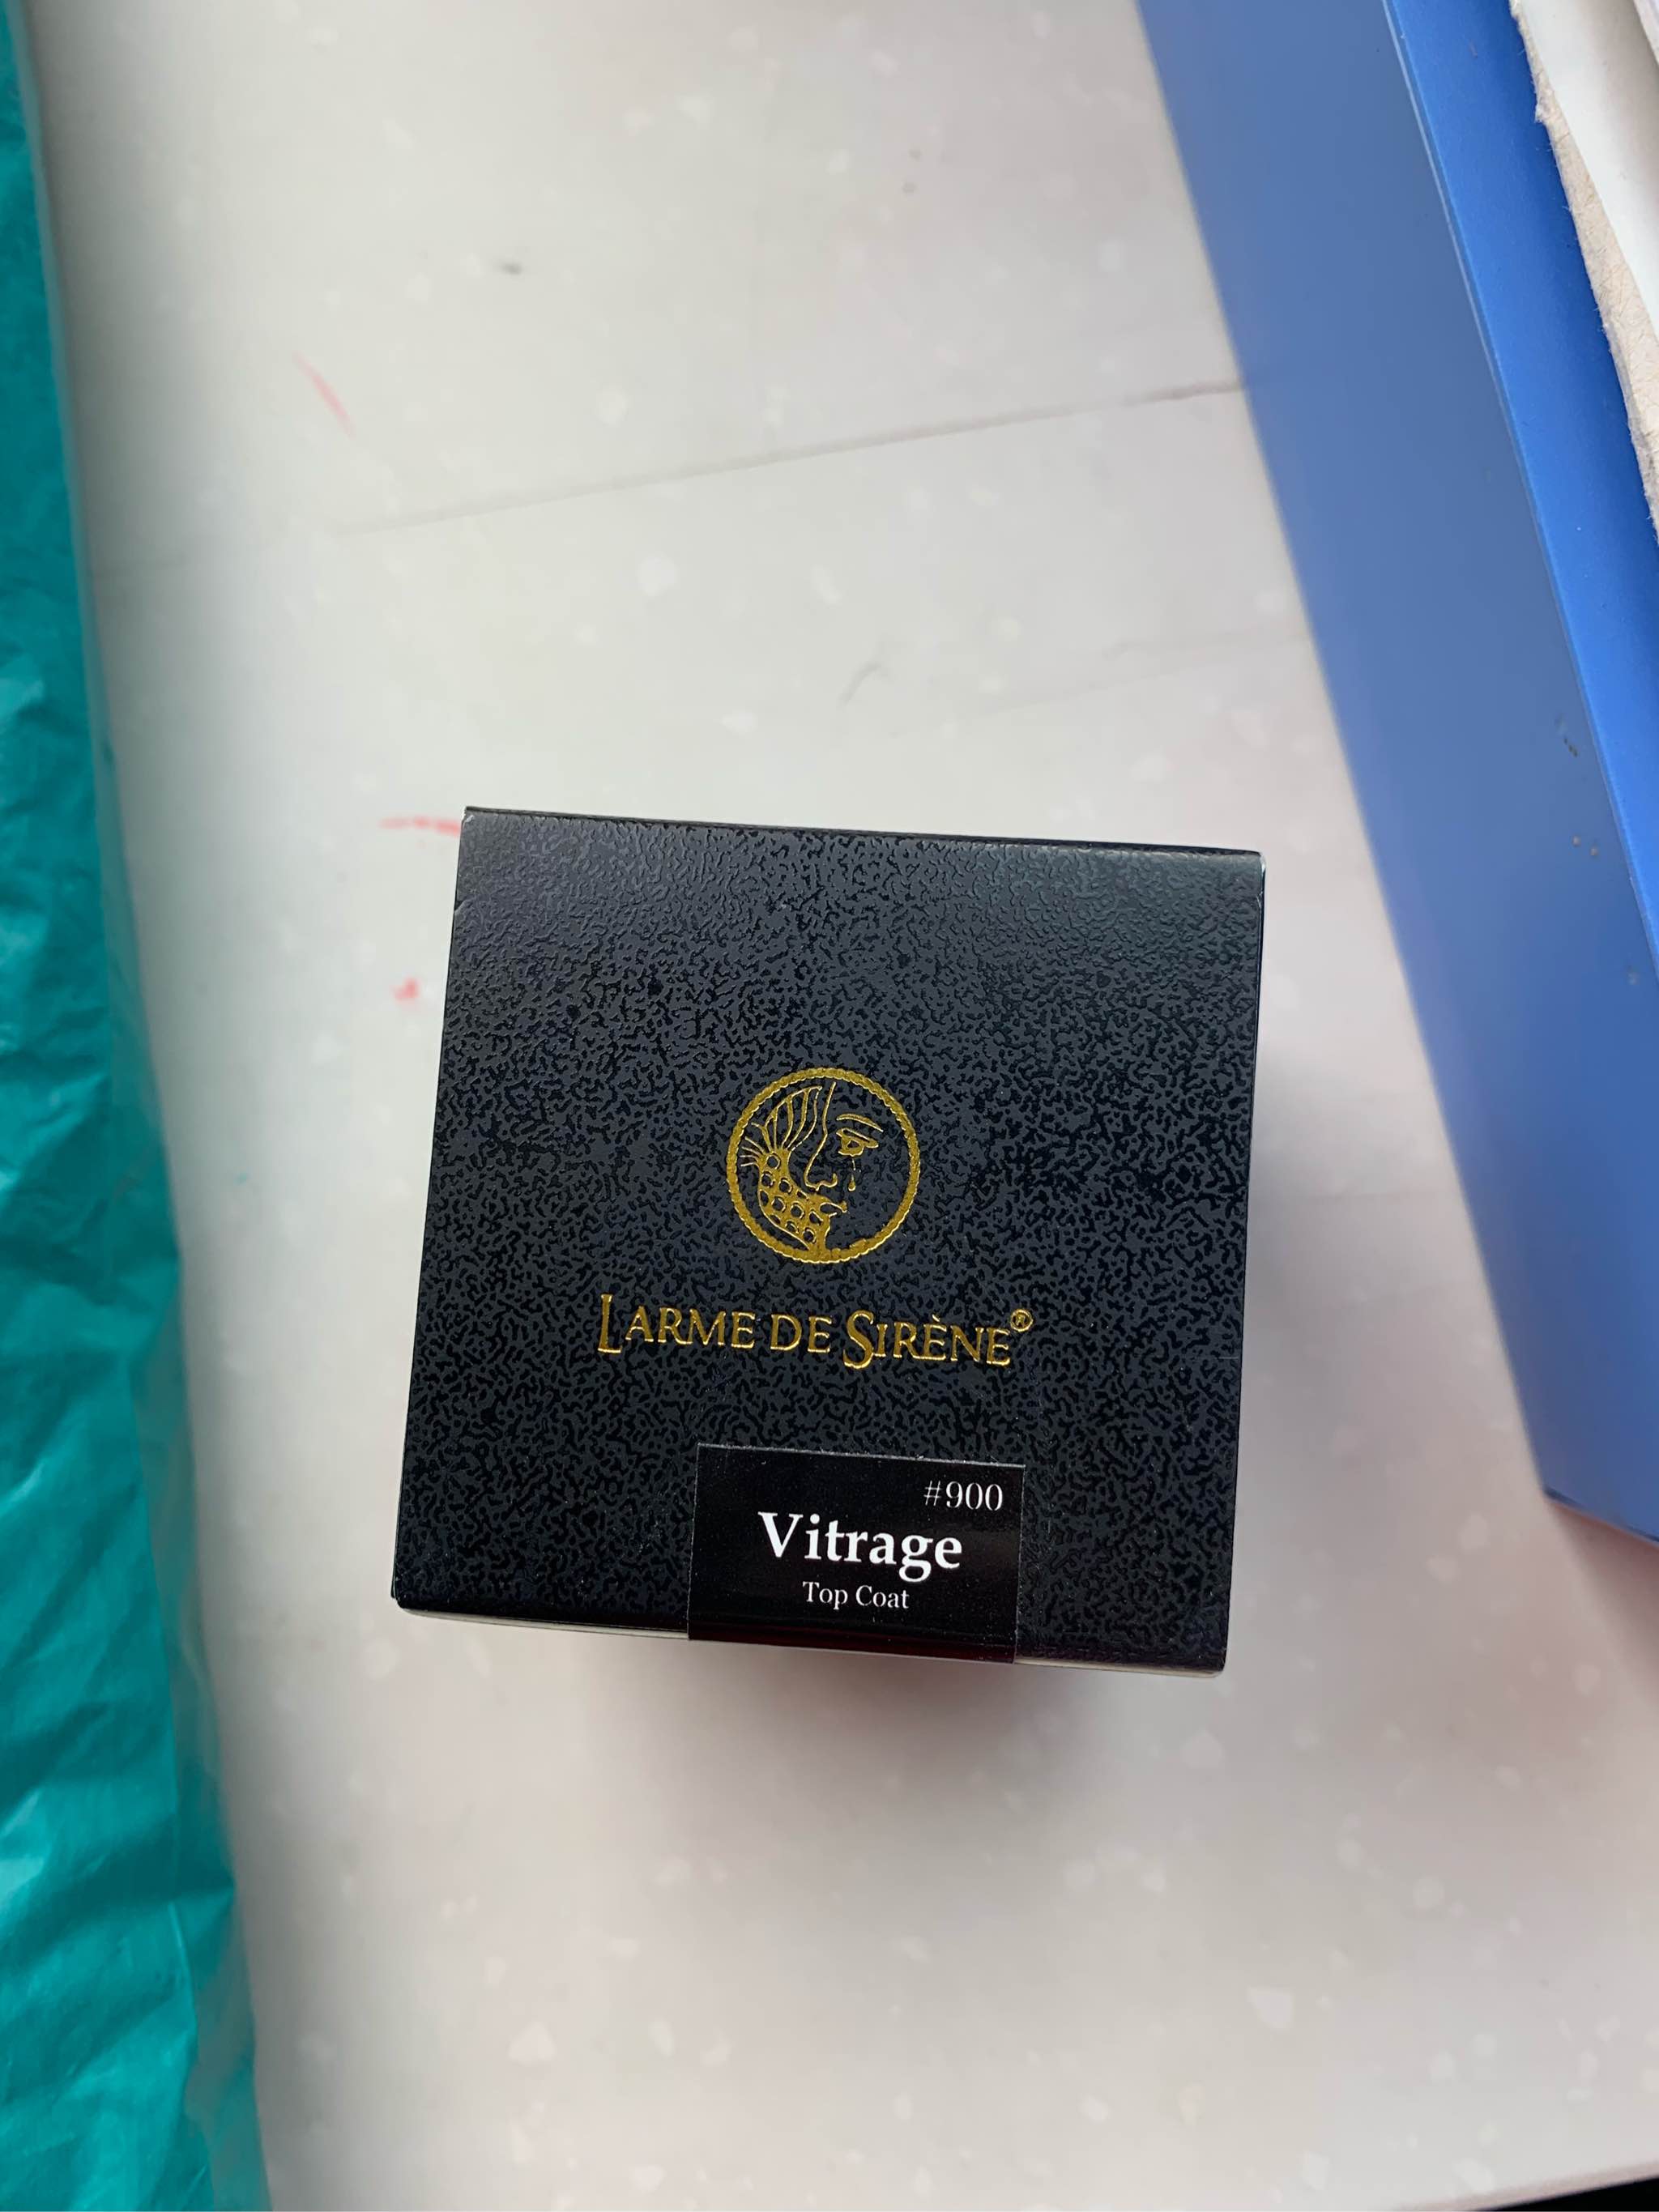 LARME DE SIRÈNE®
#900
Vitrage
Top Coat